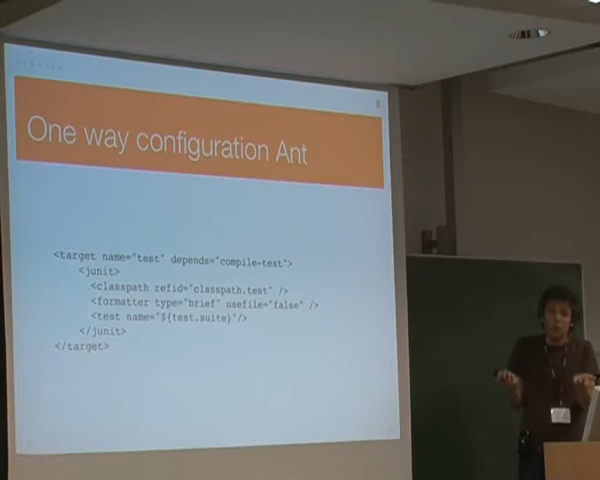 One way configuration Ant
<target name="test" depends="compile-test">
<junit>
<classpath refid="classpath.test" />
<formatter type="brief" usefile="false" />
<test name="${test.suite}"/>
</junit>
</target>